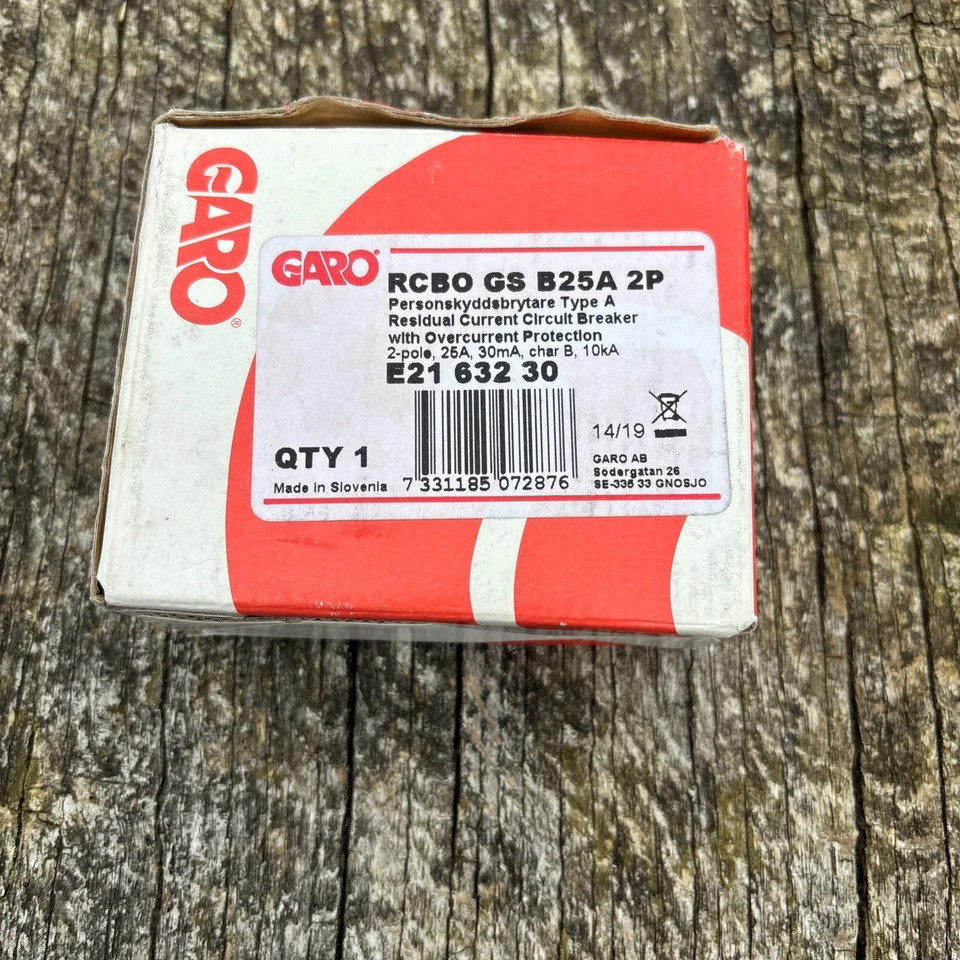 GARO®
GARO®
RCBO GS B25A 2P
Personskyddsbrytare Type A
Residual Current Circuit Breaker
with Overcurrent Protection
2-pole, 25A, 30mA, char B, 10kA
E21 632 30
14/19
QTY 1
Made in Slovenia
7 331185 072876
GARO AB
Södergatan 26
SE-335 33 GNOSJO